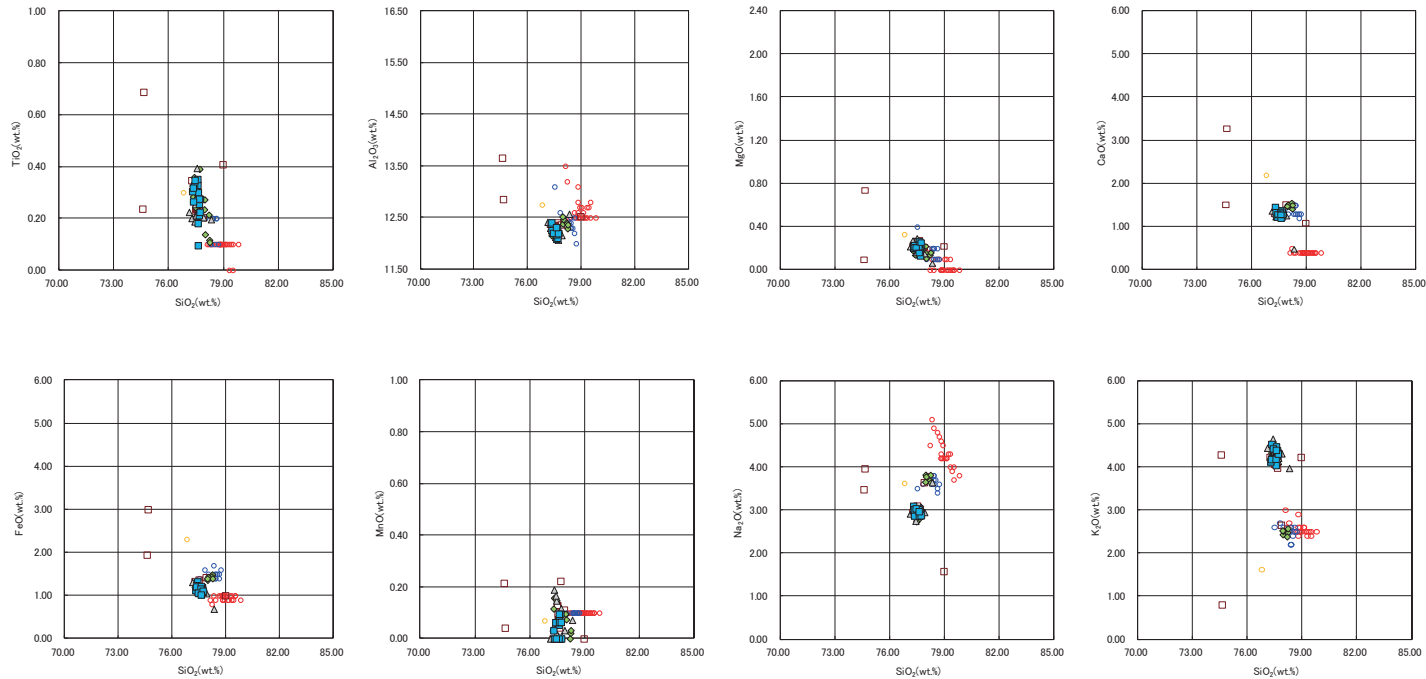 1.00 16.50 2.40 6.00
0.80 15.50 2.00 5.00
0.60 14.50 1.60 4.00
TiO₂(wt.%) Al₂O₃(wt.%) MgO(wt.%) CaO(wt.%)
0.40 13.50 1.20 3.00
0.80 2.00
0.20 12.50 0.40 1.00
0.00 11.50 0.00 0.00
70.00 73.00 76.00 79.00 82.00 85.00 70.00 73.00 76.00 79.00 82.00 85.00 70.00 73.00 76.00 79.00 82.00 85.00 70.00 73.00 76.00 79.00 82.00 85.00
SiO₂(wt.%) SiO₂(wt.%) SiO₂(wt.%) SiO₂(wt.%)
6.00 1.00 6.00 6.00
5.00 0.80 5.00 5.00
4.00 0.60 4.00 4.00
FeO(wt.%) MnO(wt.%) Na₂O(wt.%) K₂O(wt.%)
3.00 0.40 3.00 3.00
2.00 2.00 2.00
1.00 0.20 1.00 1.00
0.00 0.00 0.00 0.00
70.00 73.00 76.00 79.00 82.00 85.00 70.00 73.00 76.00 79.00 82.00 85.00 70.00 73.00 76.00 79.00 82.00 85.00 70.00 73.00 76.00 79.00 82.00 85.00
SiO₂(wt.%) SiO₂(wt.%) SiO₂(wt.%) SiO₂(wt.%)